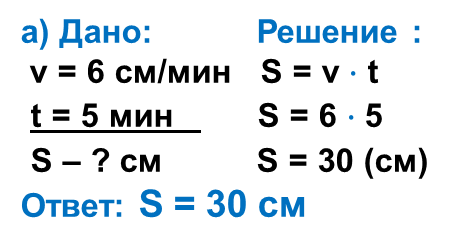 а) Дано: Решение :
v = 6 см/мин S = v · t
t = 5 мин S = 6 · 5
S – ? см S = 30 (см)
Ответ: S = 30 см